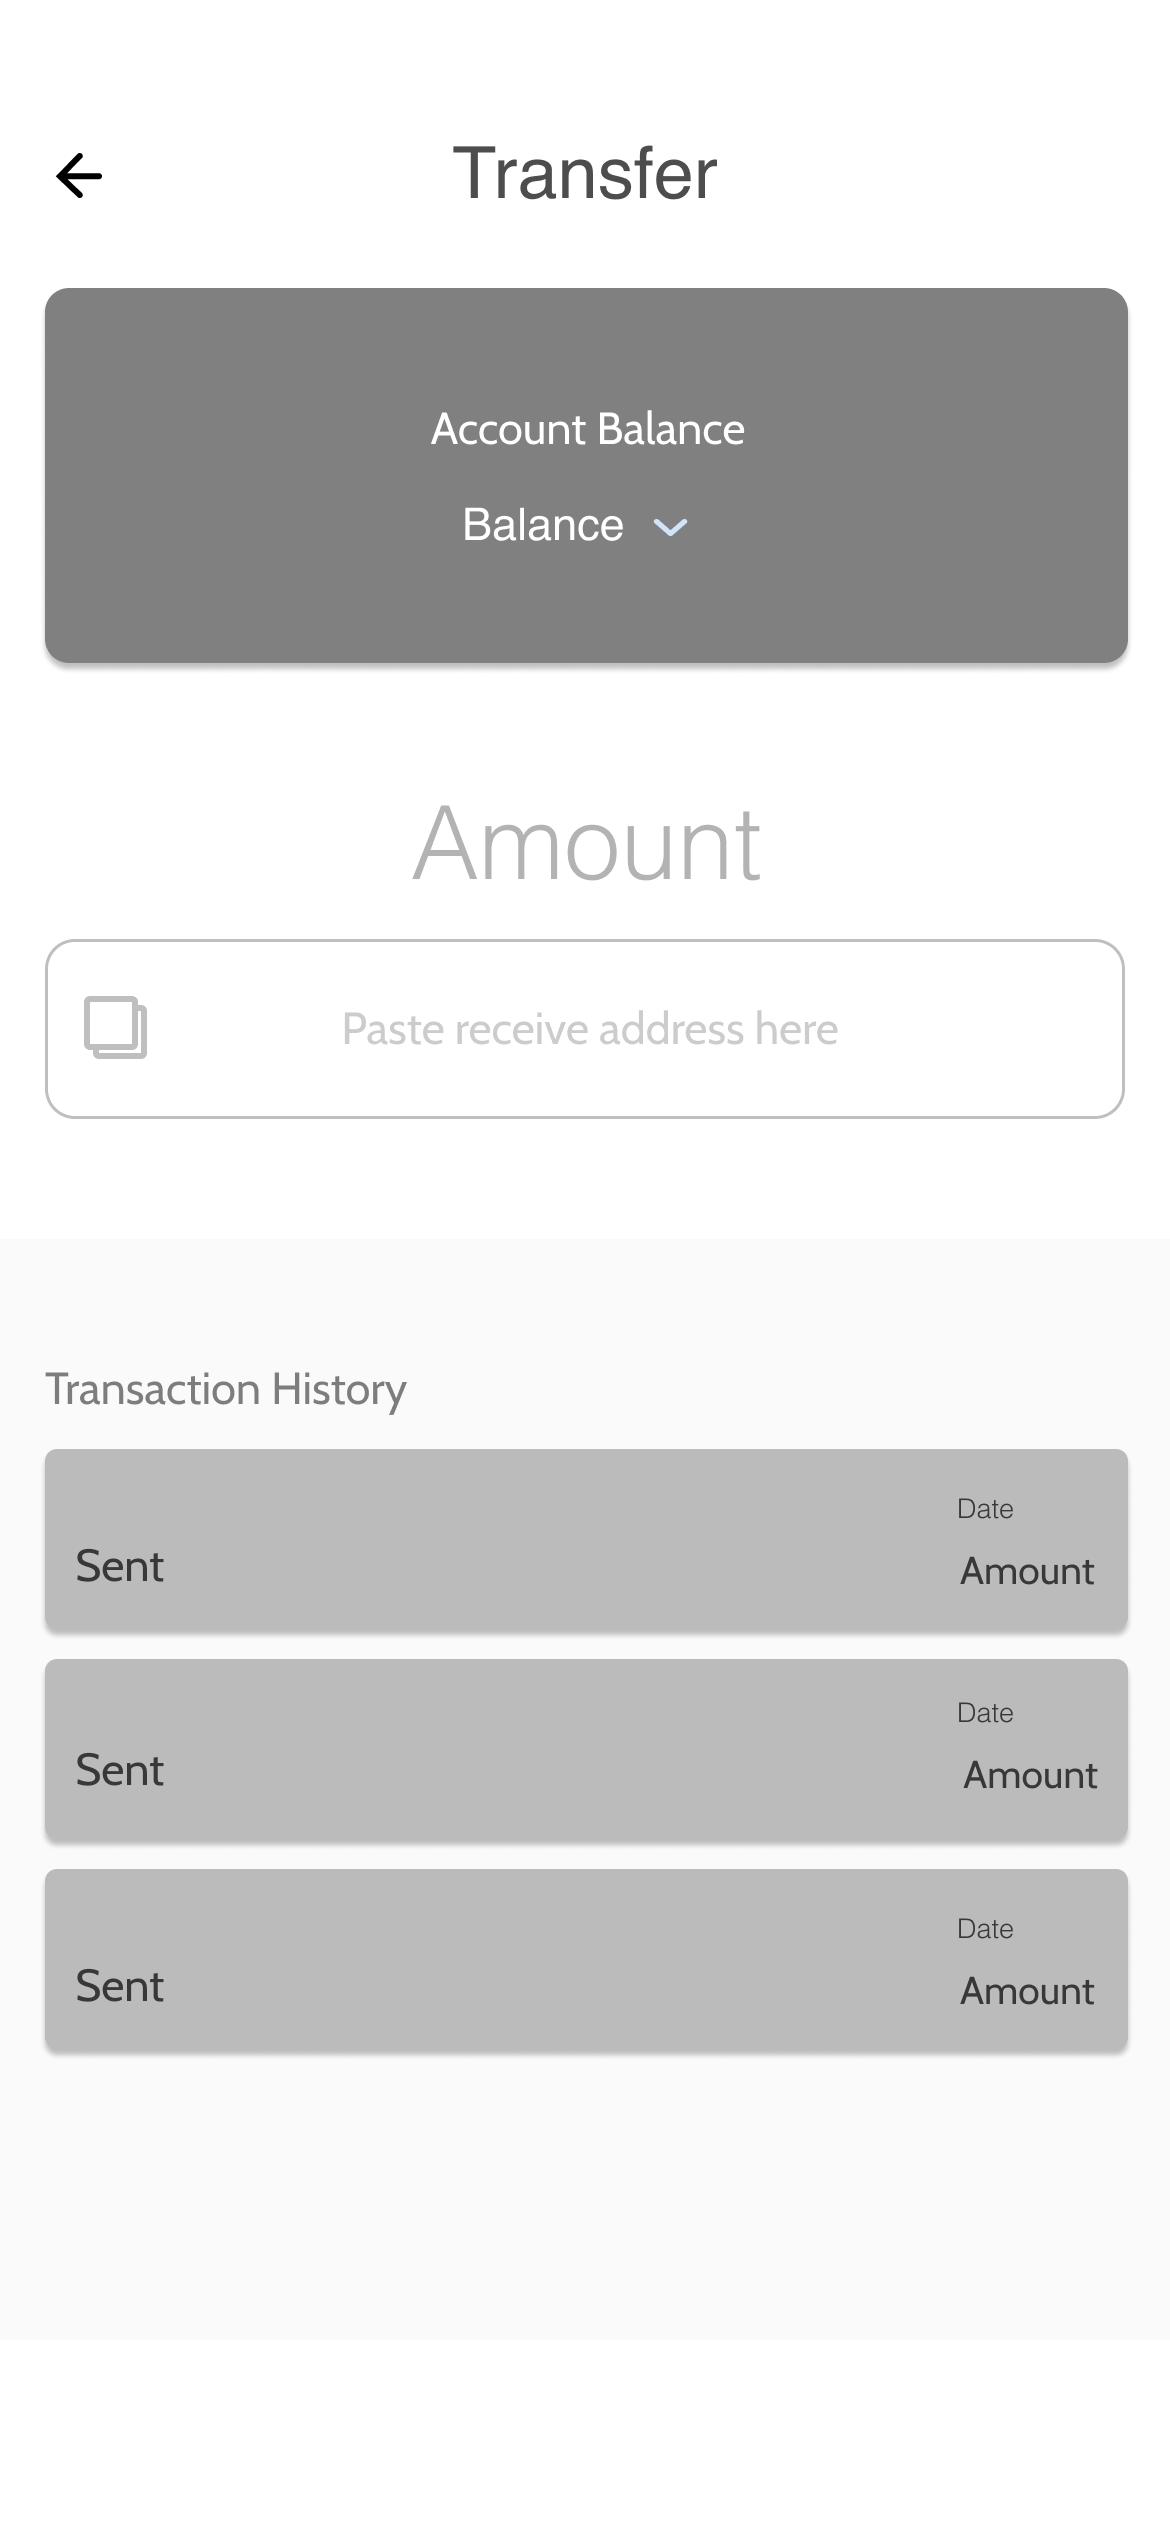 Transfer
Account Balance
Balance
Amount
Paste receive address here
Transaction History
Date
Sent
Amount
Date
Sent
Amount
Date
Sent
Amount